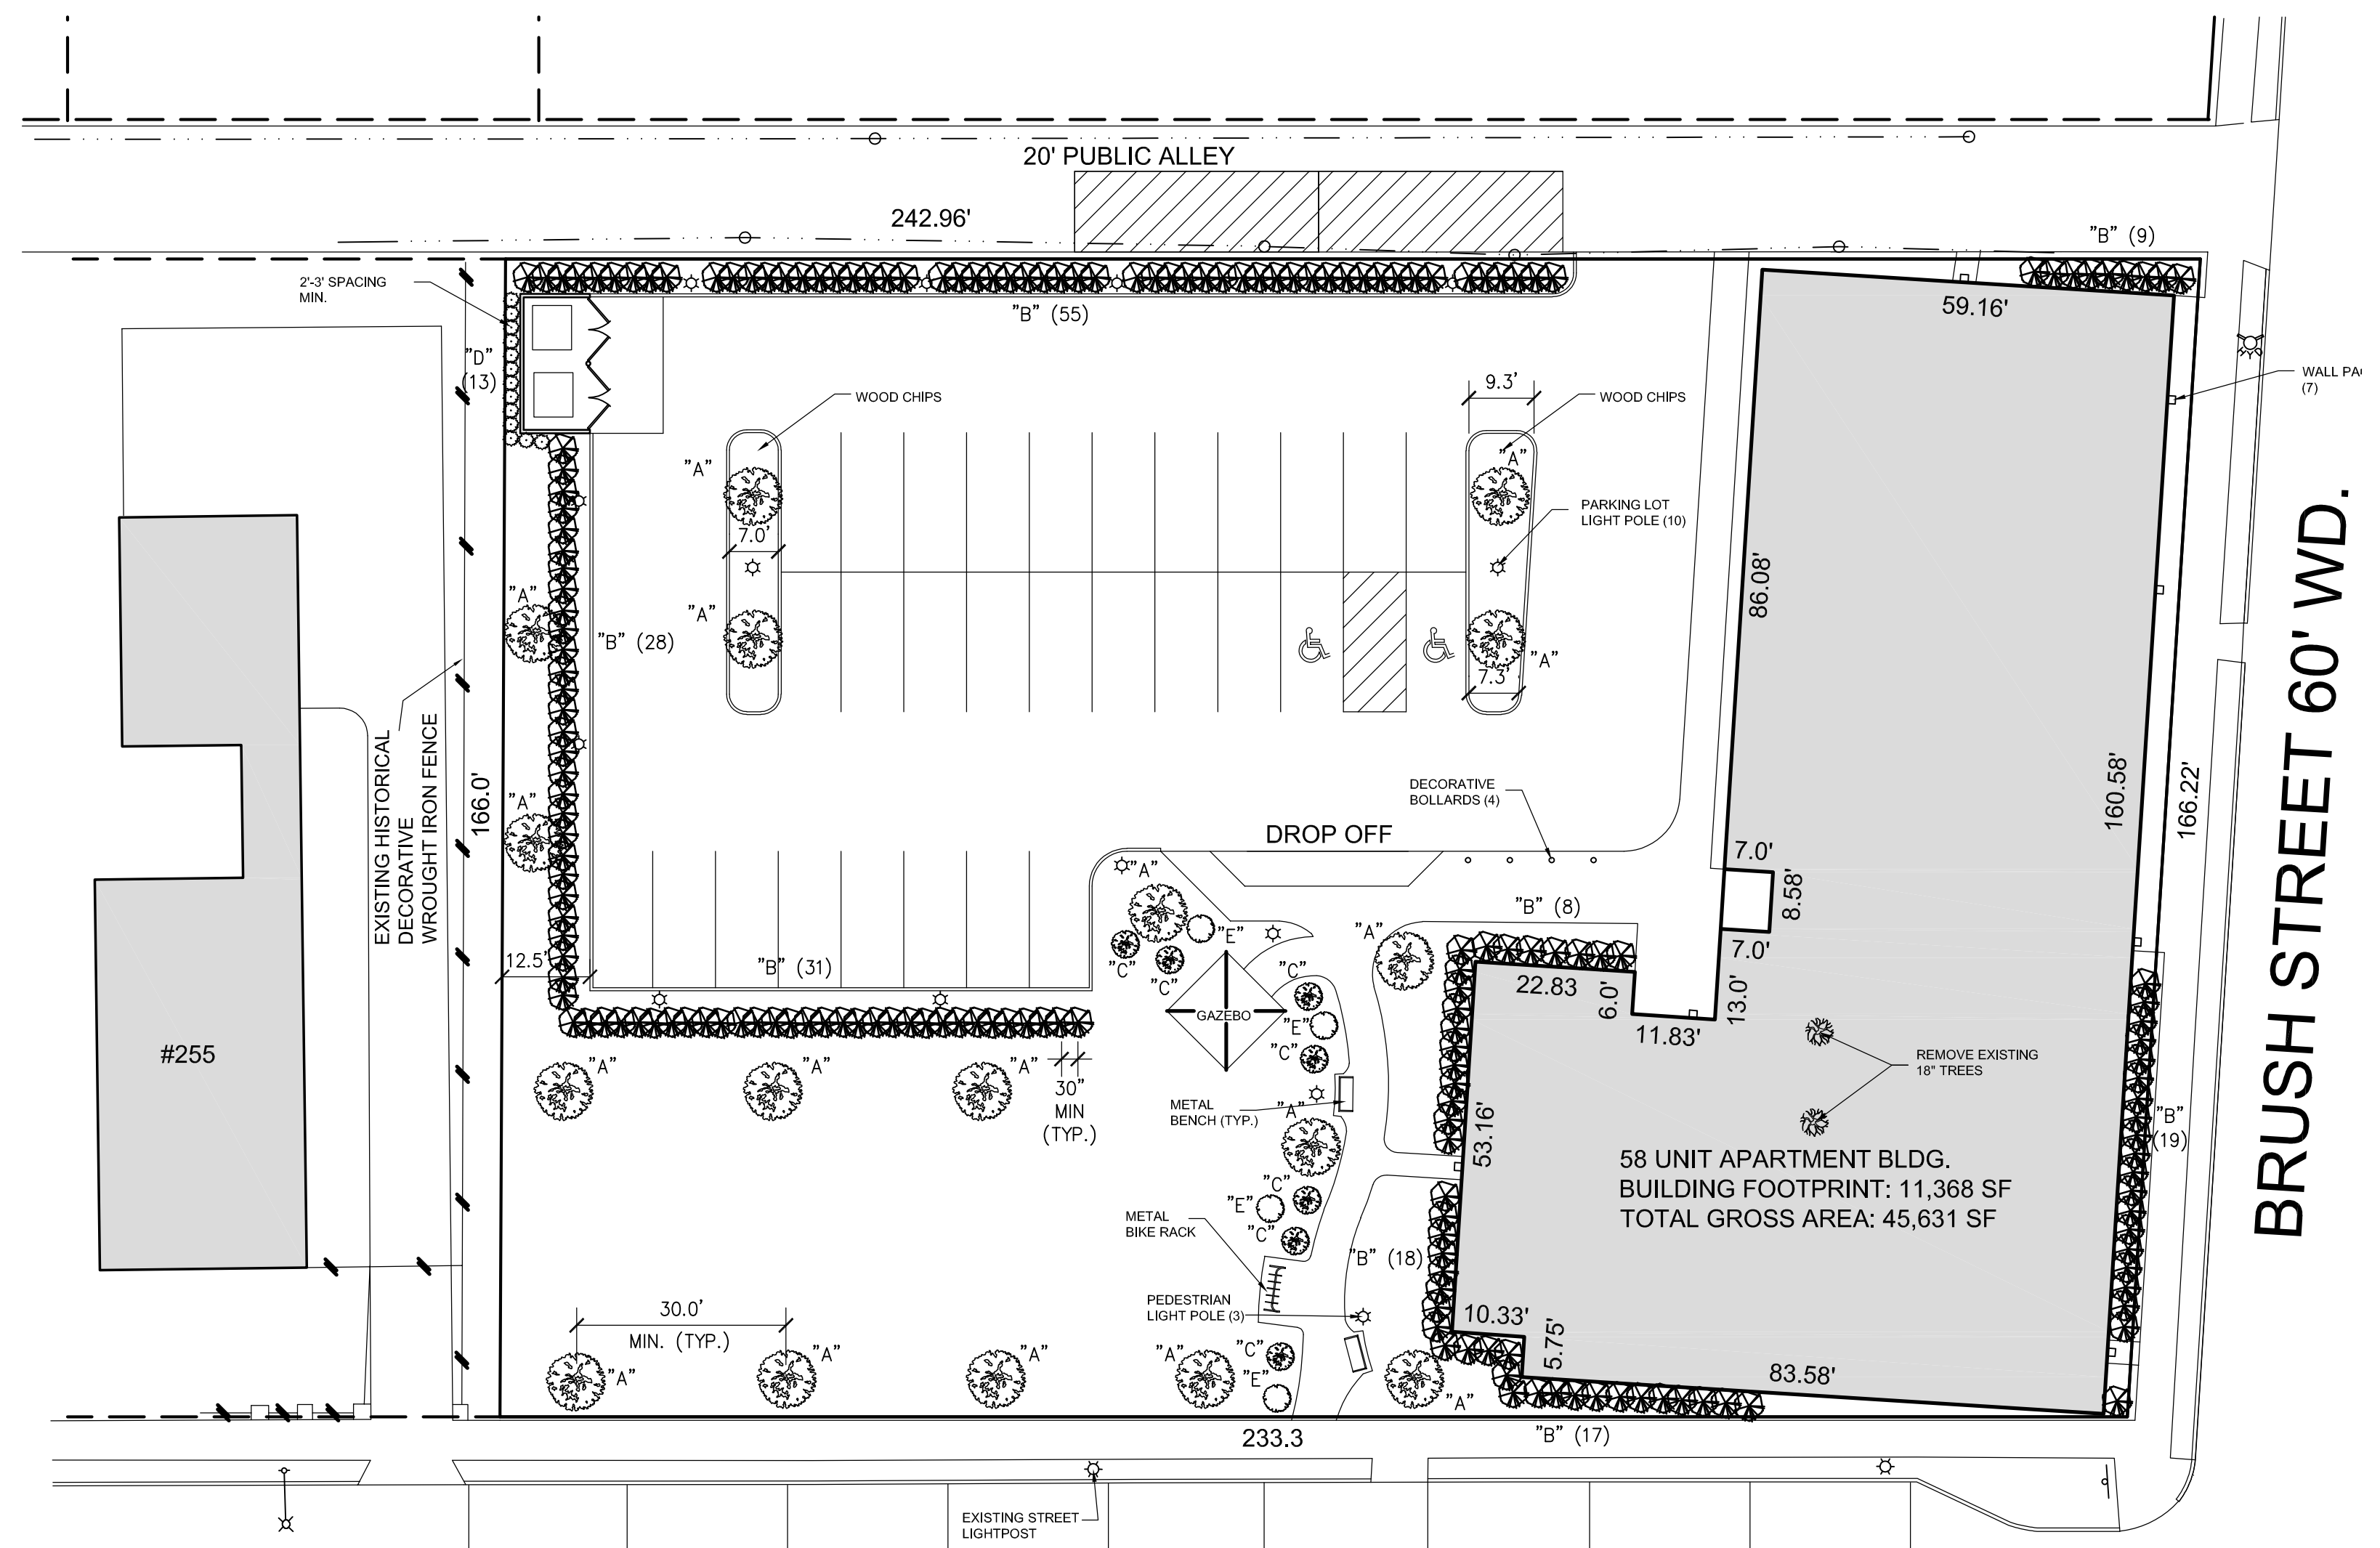 20' PUBLIC ALLEY
242.96'
"B" (9)
2'-3' SPACING
MIN.
"B" (55)
59.16'
"D"
(13)
WOOD CHIPS
9.3'
WOOD CHIPS
(7)
"A"
"A"
PARKING LOT
LIGHT POLE (10)
7.0'
86.08'
"A"
"A"
"B" (28)
"A"
7.3'
BRUSH STREET 60' WD.
EXISTING HISTORICAL
DECORATIVE
WROUGHT IRON FENCE
166.0'
"A"
DECORATIVE
BOLLARDS (4)
160.58'
166.22'
DROP OFF
7.0'
8.58'
7.0'
"A"
"B" (8)
"E"
"A"
12.5'
"B" (31)
"C"
"C"
"C"
22.83
6.0'
13.0'
11.83'
GAZEBO
"E"
"C"
#255
"A"
"A"
"A"
30"
MIN
(TYP.)
METAL
BENCH (TYP.)
"A"
53.16'
REMOVE EXISTING
18" TREES
"B"
(19)
58 UNIT APARTMENT BLDG.
BUILDING FOOTPRINT: 11,368 SF
TOTAL GROSS AREA: 45,631 SF
"C"
"E"
"C"
METAL
BIKE RACK
"B" (18)
PEDESTRIAN
LIGHT POLE (3)
30.0'
MIN. (TYP.)
10.33'
5.75'
83.58'
"A"
"A"
"A"
"A"
"C"
"E"
"A"
233.3
"B" (17)
EXISTING STREET
LIGHTPOST